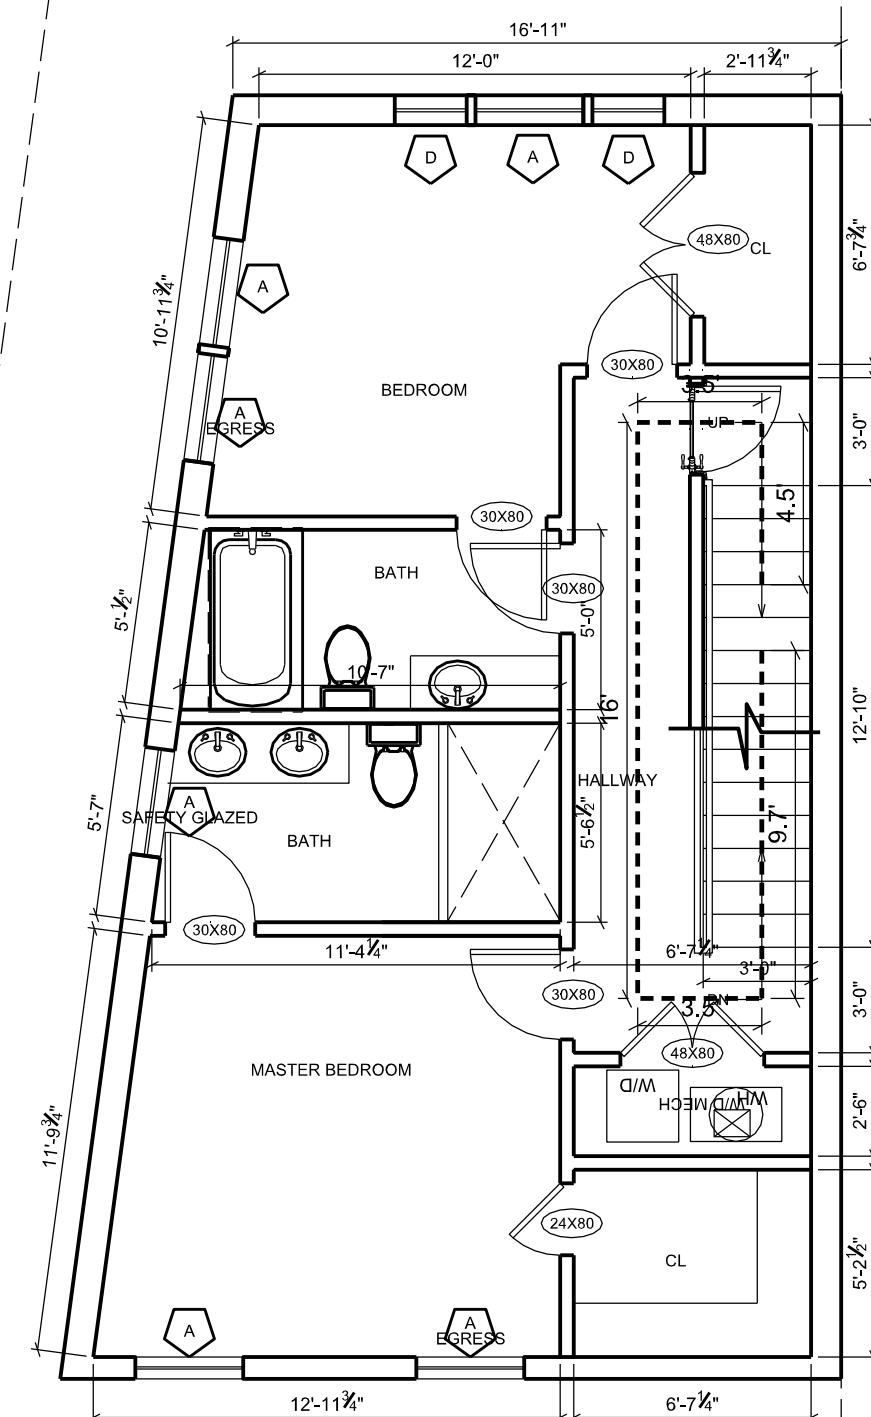 16'-11"
12'-0"
2'-11¾"
D
A
D
48X80
CL
6'-7¾"
10'-11¾"
A
30X80
BEDROOM
3.5'
A
EGRESS
UP
3'-0"
4.5'
30X80
BATH
30X80
5'-½"
5'-0"
10'-7"
16'
12'-10"
HALLWAY
5'-7"
A
SAFETY GLAZED
BATH
5'-6½"
9.7'
30X80
11'-4¼"
6'-7¼"
3'-0"
30X80
DN
3.5'
3'-0"
48X80
MASTER BEDROOM
W/D
W/D MECH
WH
2'-6"
11'-9¾"
24X80
CL
5'-2½"
A
A
EGRESS
12'-11¾"
6'-7¼"